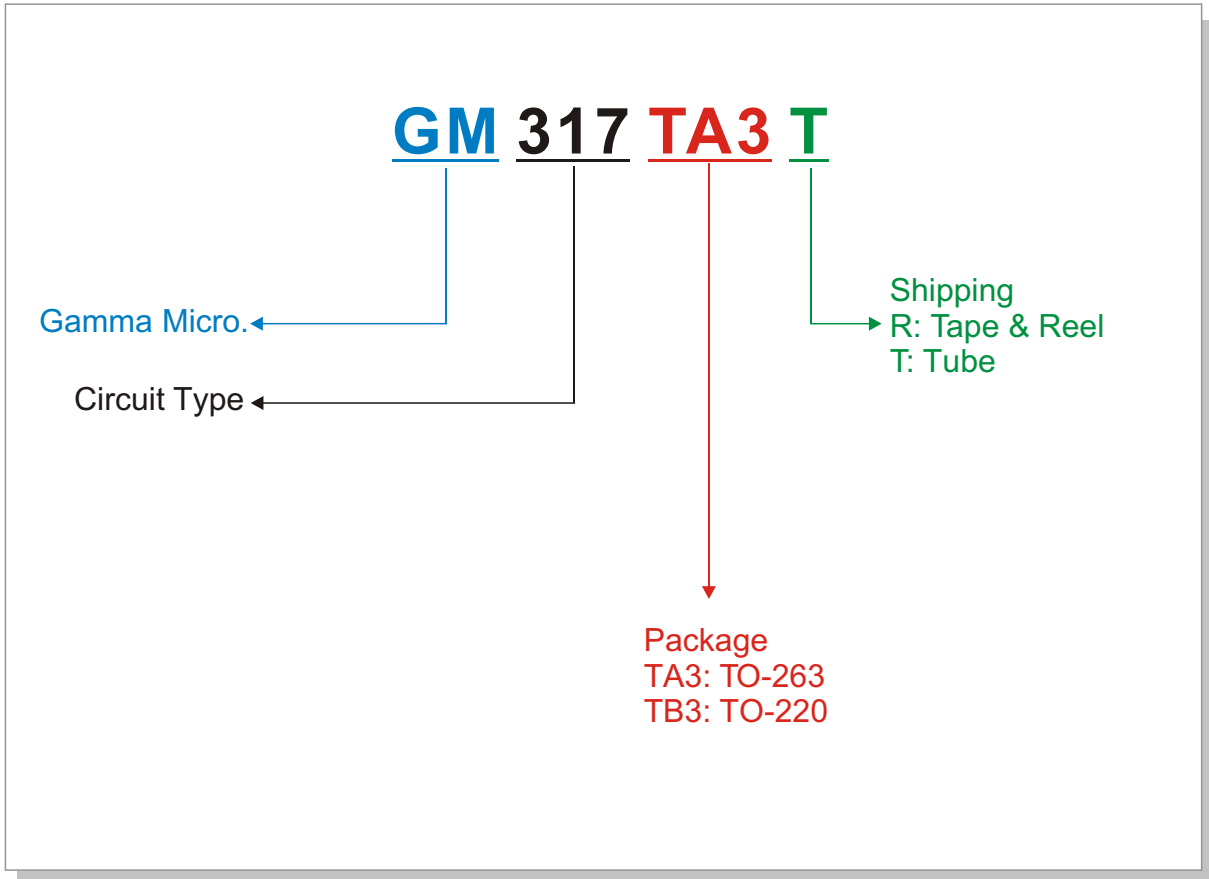 GM 317 TA3 T
Gamma Micro.
Circuit Type
Shipping
R: Tape & Reel
T: Tube
Package
TA3: TO-263
TB3: TO-220